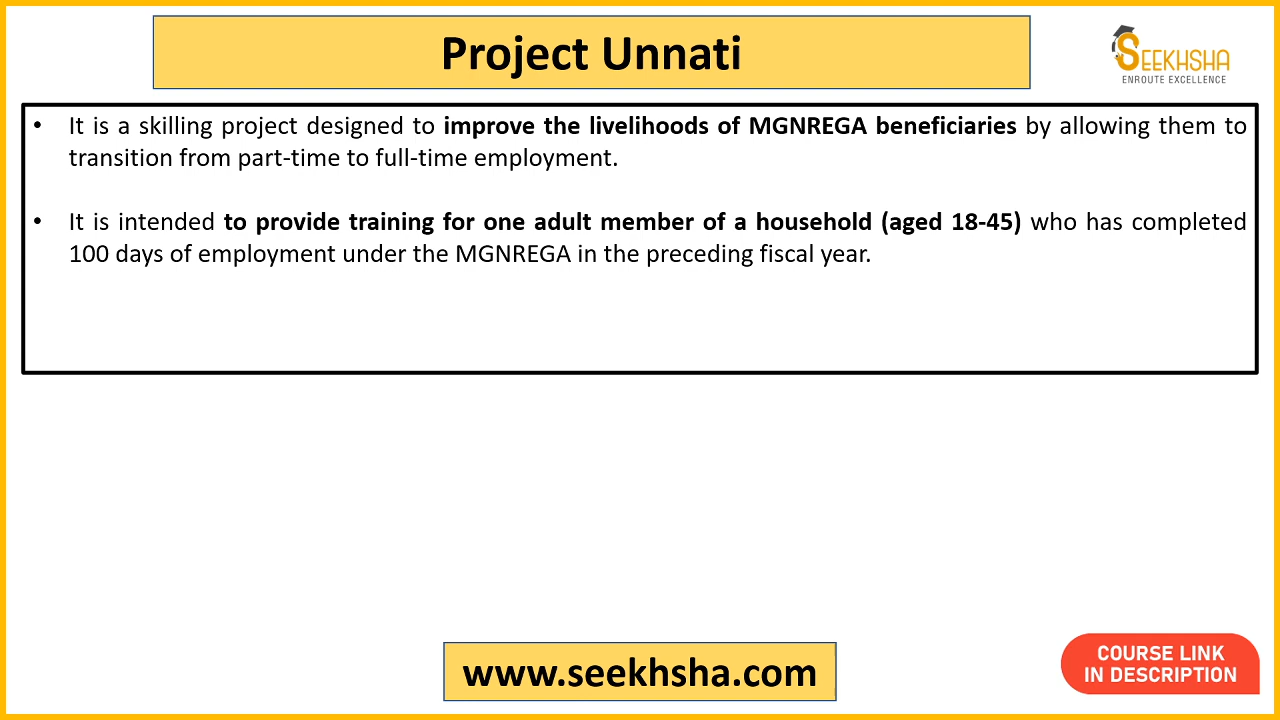 Project Unnati
SEEKHSHA
ENROUTE EXCELLENCE
• It is a skilling project designed to improve the livelihoods of MGNREGA beneficiaries by allowing them to
transition from part-time to full-time employment.
• It is intended to provide training for one adult member of a household (aged 18-45) who has completed
100 days of employment under the MGNREGA in the preceding fiscal year.
www.seekhsha.com
COURSE LINK
IN DESCRIPTION